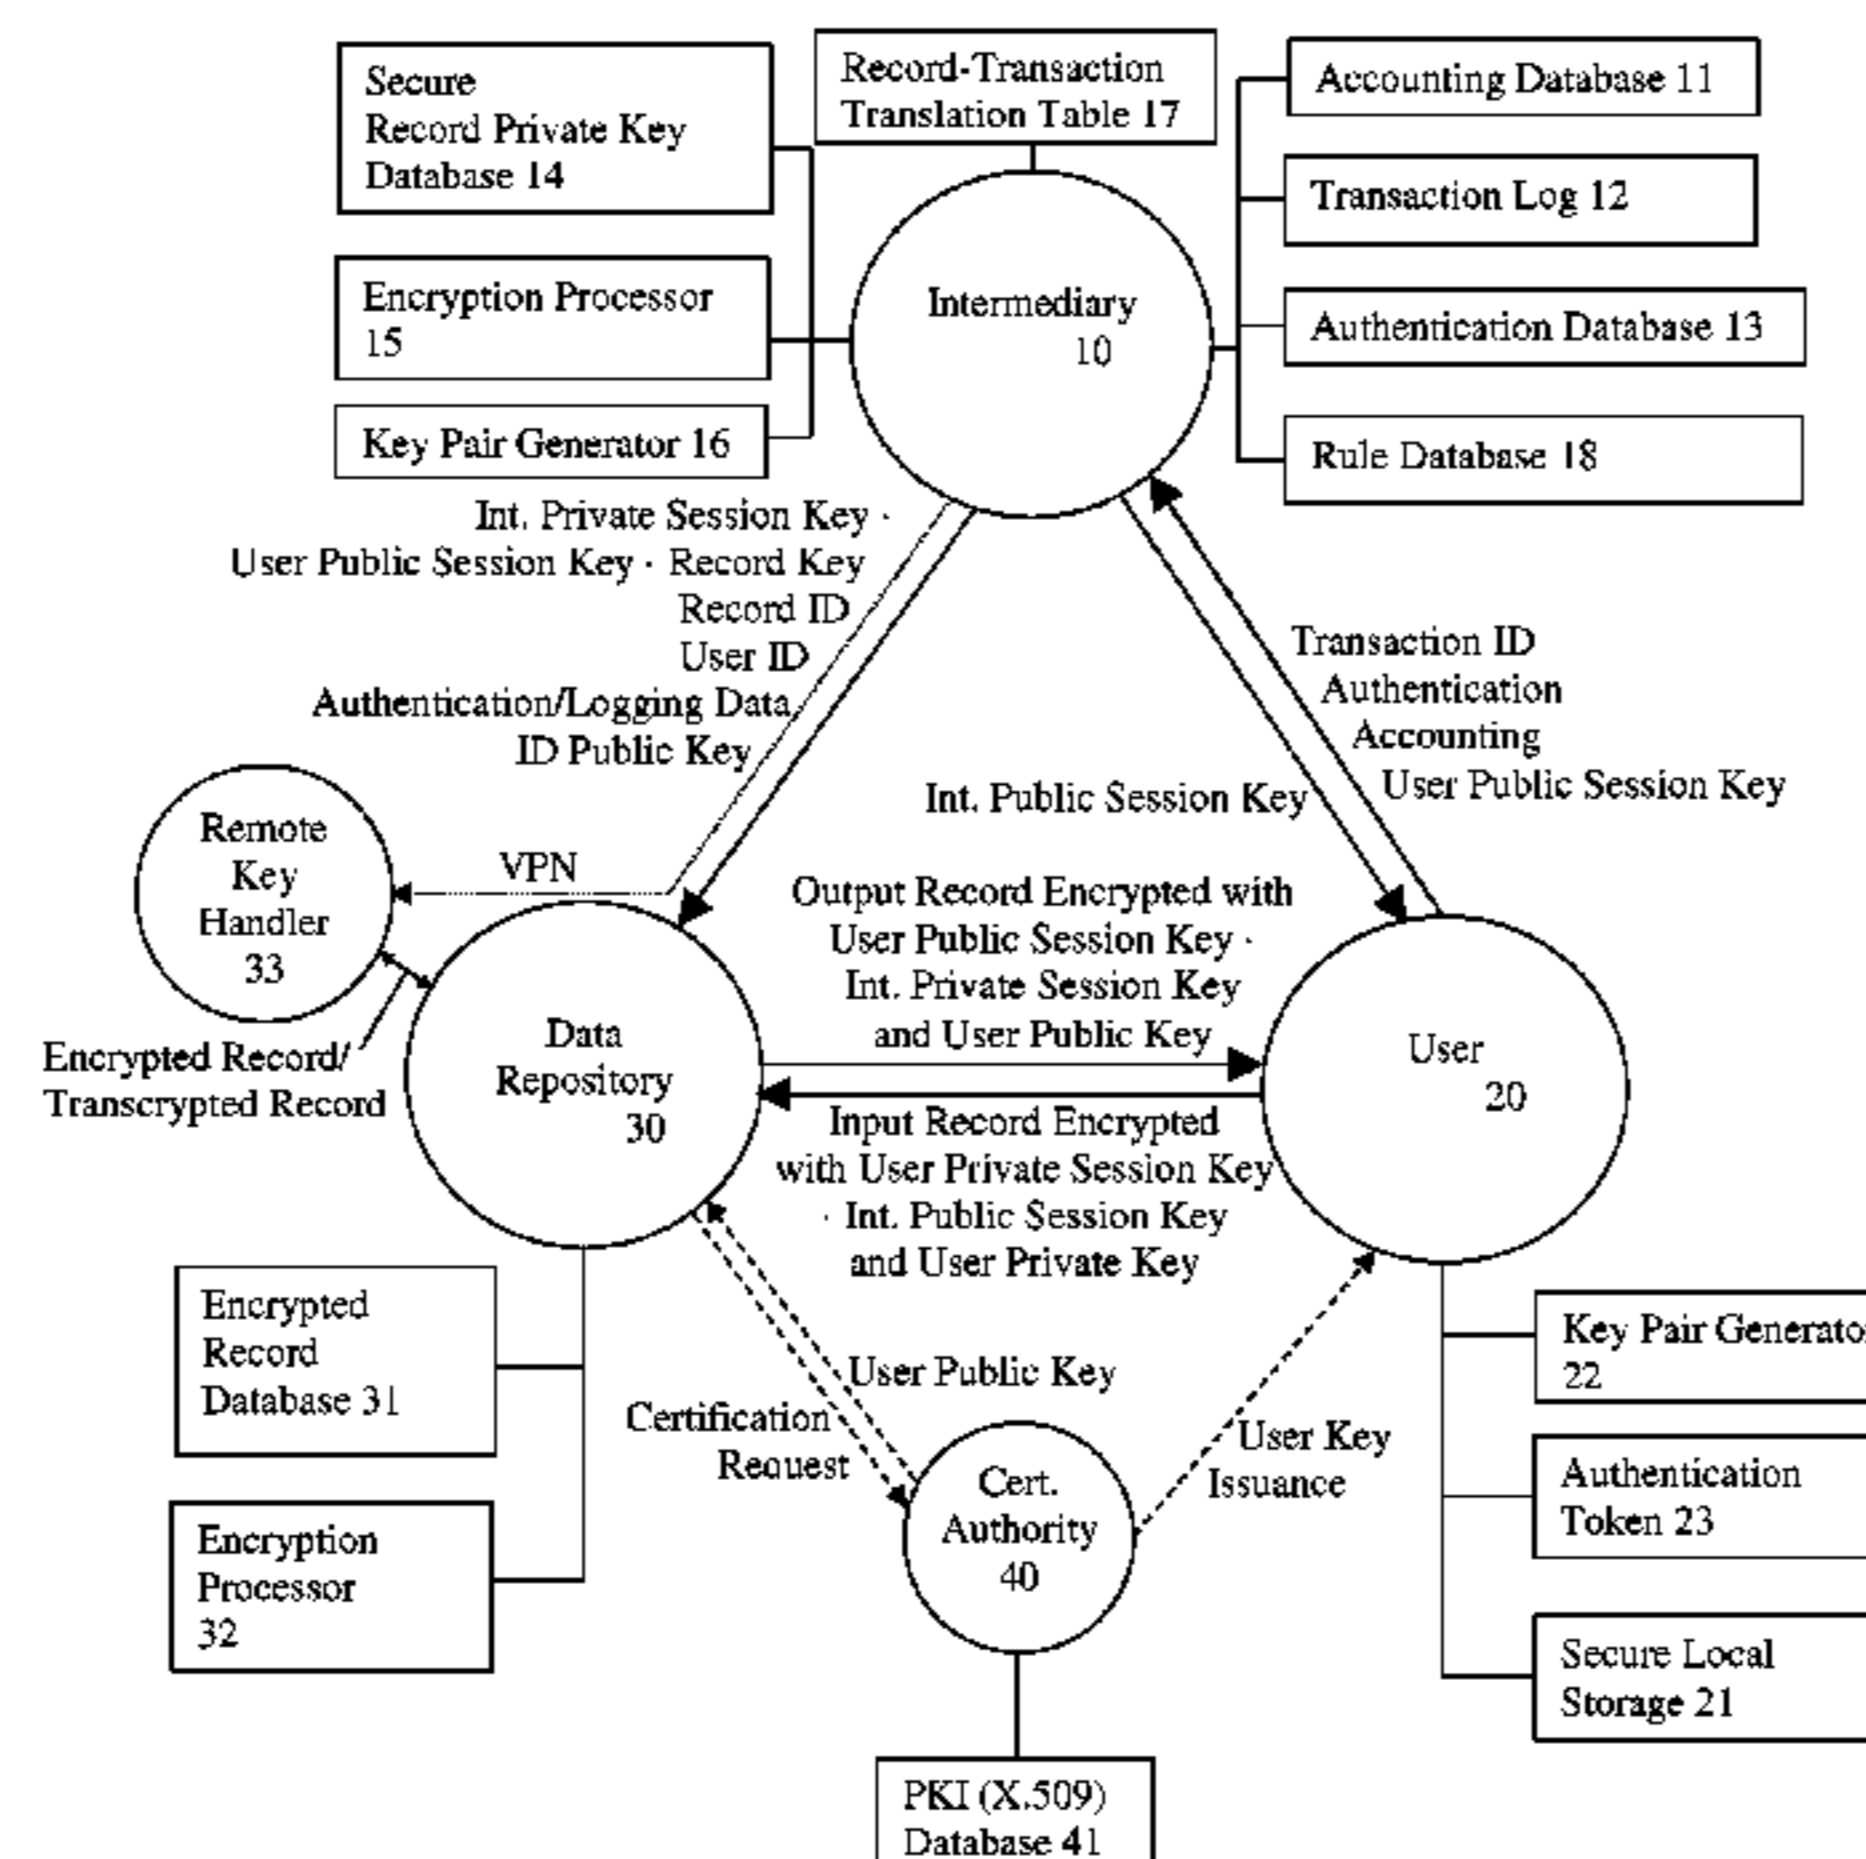 Secure
Record Private Key
Database 14
Record-Transaction
Translation Table 17
Accounting Database 11
Transaction Log 12
Encryption Processor
15
Intermediary
10
Authentication Database 13
Key Pair Generator 16
Rule Database 18
Int. Private Session Key ·
User Public Session Key · Record Key
Record ID
User ID
Authentication/Logging Data
ID Public Key
Transaction ID
Authentication
Accounting
User Public Session Key
Int. Public Session Key
Remote
Key
Handler
33
VPN
Output Record Encrypted with
User Public Session Key ·
Int. Private Session Key
and User Public Key
Encrypted Record/
Transcrypted Record
Data
Repository
30
User
20
Input Record Encrypted
with User Private Session Key
· Int. Public Session Key
and User Private Key
Encrypted
Record
Database 31
User Public Key
Certification
Request
User Key
Issuance
Key Pair Generator
22
Authentication
Token 23
Encryption
Processor
32
Cert.
Authority
40
Secure Local
Storage 21
PKI (X.509)
Database 41